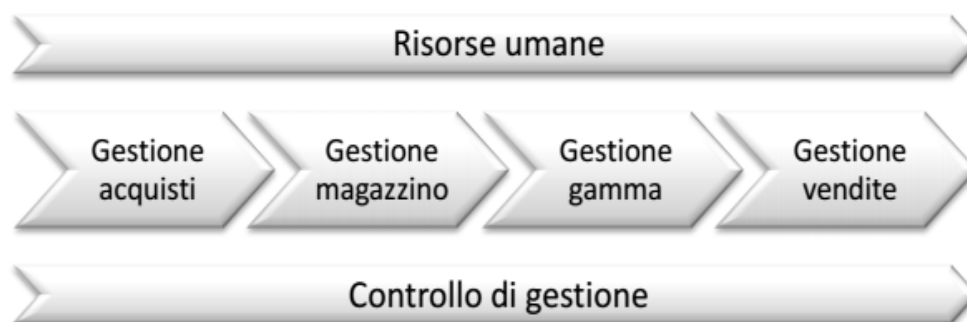 Risorse umane
Gestione
acquisti
Gestione
magazzino
Gestione
gamma
Gestione
vendite
Controllo di gestione